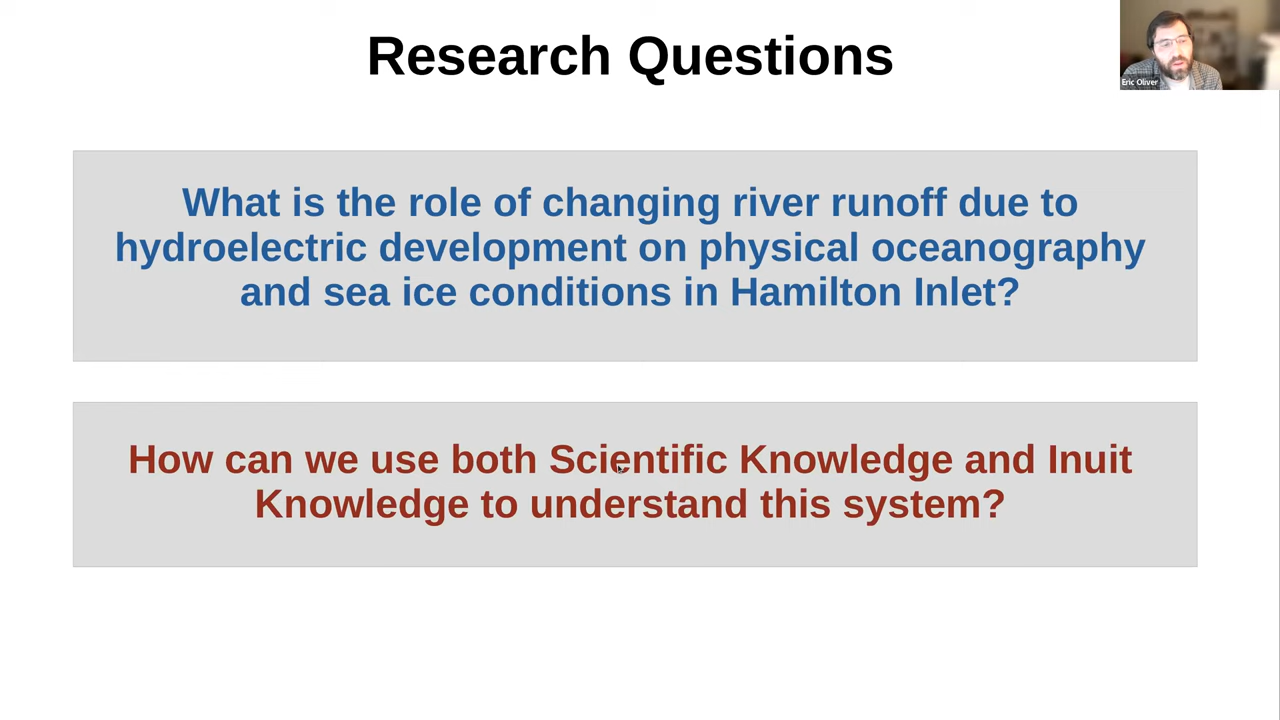 Research Questions
Eric Oliver
What is the role of changing river runoff due to
hydroelectric development on physical oceanography
and sea ice conditions in Hamilton Inlet?
How can we use both Scientific Knowledge and Inuit
Knowledge to understand this system?